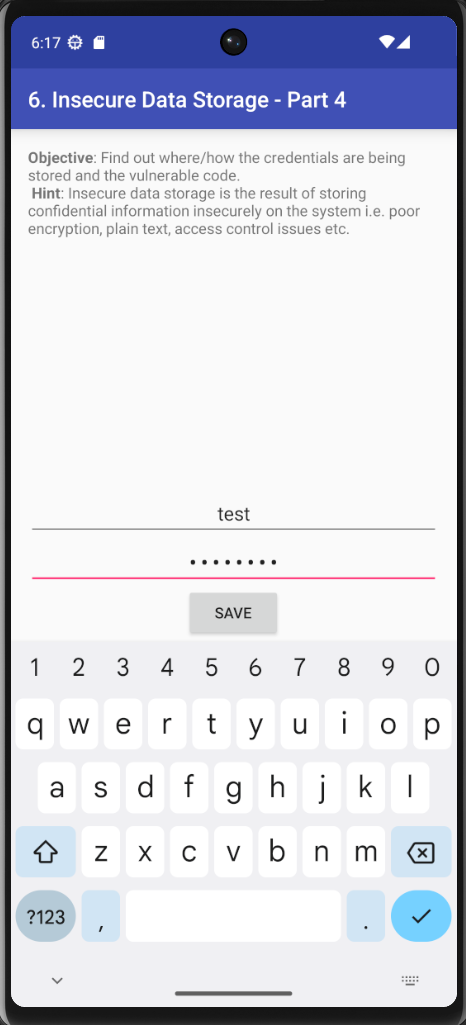 6:17
6. Insecure Data Storage - Part 4
Objective: Find out where/how the credentials are being
stored and the vulnerable code.
Hint: Insecure data storage is the result of storing
confidential information insecurely on the system i.e. poor
encryption, plain text, access control issues etc.
test
••••••••
SAVE
1 2 3 4 5 6 7 8 9 0
q w e r t y u i o p
a s d f g h j k l
z x c v b n m
?123 , .